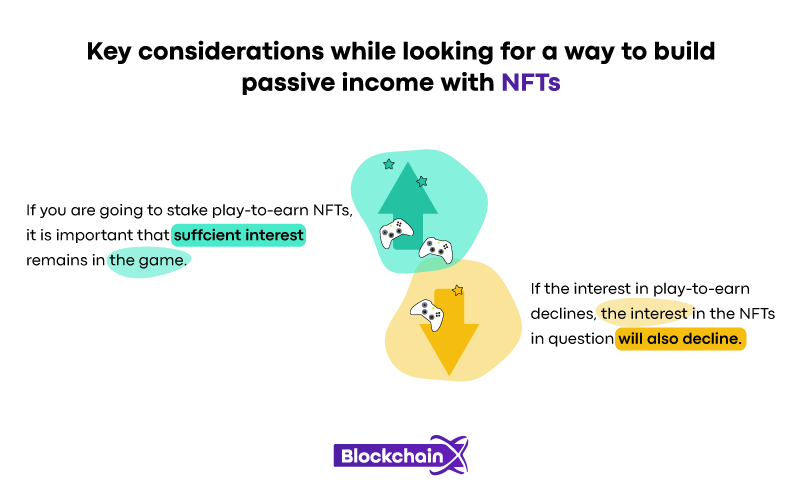 Key considerations while looking for a way to build
passive income with NFTs
If you are going to stake play-to-earn NFTs,
it is important that suffcient interest
remains in the game.
If the interest in play-to-earn
declines, the interest in the NFTs
in question will also decline.
BlockchainX